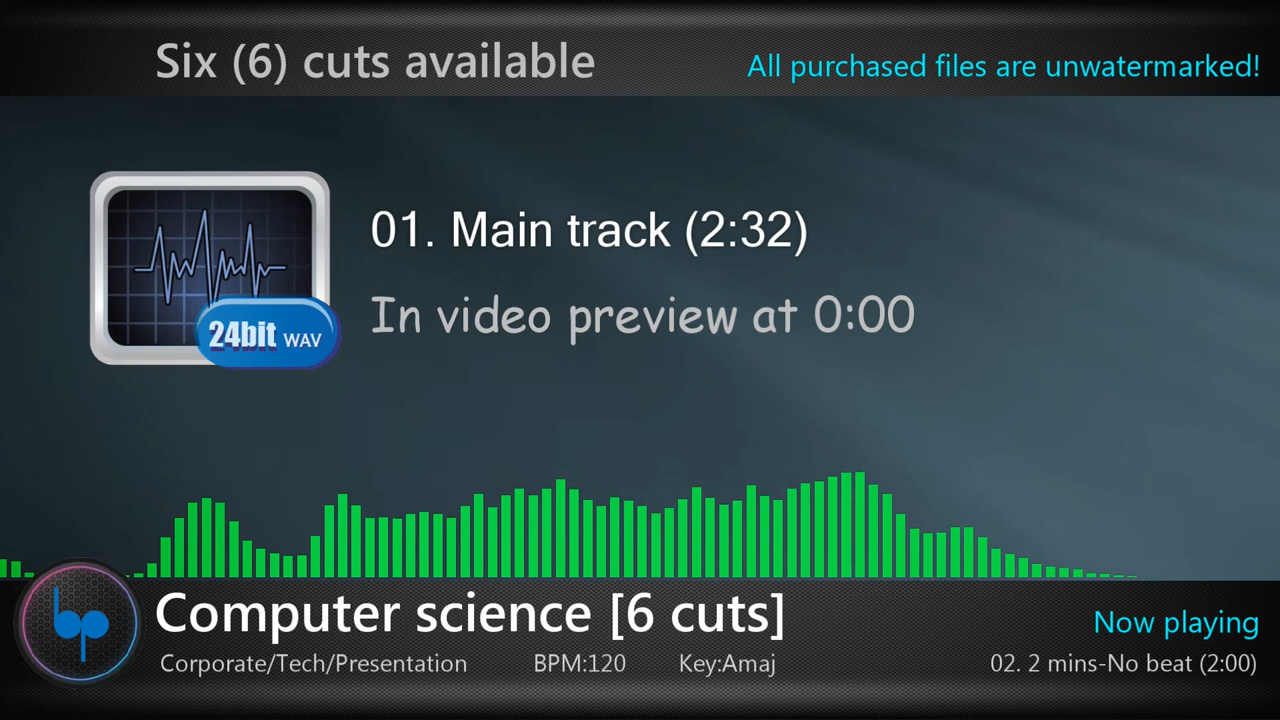 Six (6) cuts available
All purchased files are unwatermarked!
01. Main track (2:32)
In video preview at 0:00
24bit WAV
bp
Computer science [6 cuts]
Now playing
Corporate/Tech/Presentation BPM:120 Key:Amaj
02. 2 mins-No beat (2:00)